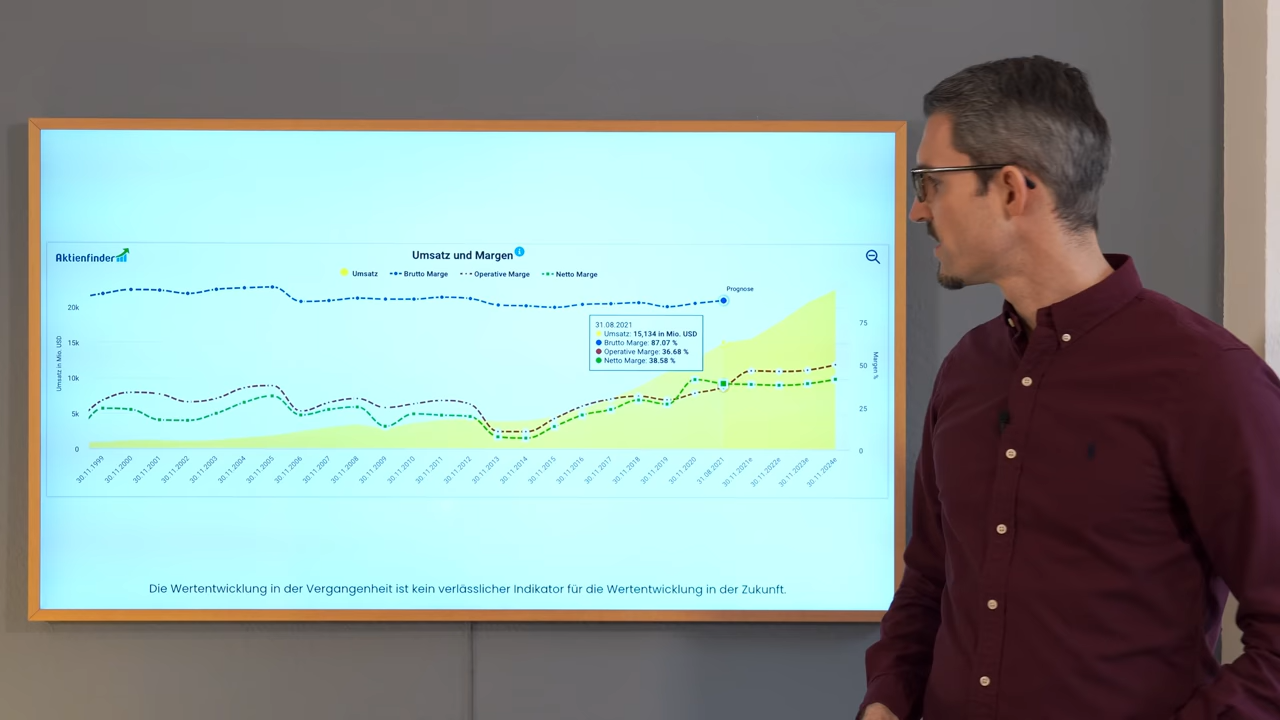 Aktienfinder
Umsatz und Margen i
Umsatz Brutto Marge Operative Marge Netto Marge
Prognose
20k
15k
10k
5k
0
Umsatz in Mio. USD
75
50
25
0
Margen %
31.08.2021
Umsatz: 15,134 in Mio. USD
Brutto Marge: 87.07 %
Operative Marge: 36.68 %
Netto Marge: 38.58 %
30.11.1999
30.11.2000
30.11.2001
30.11.2002
30.11.2003
30.11.2004
30.11.2005
30.11.2006
30.11.2007
30.11.2008
30.11.2009
30.11.2010
30.11.2011
30.11.2012
30.11.2013
30.11.2014
30.11.2015
30.11.2016
30.11.2017
30.11.2018
30.11.2019
30.11.2020
31.08.2021
30.11.2021e
30.11.2022e
30.11.2023e
30.11.2024e
Die Wertentwicklung in der Vergangenheit ist kein verlässlicher Indikator für die Wertentwicklung in der Zukunft.